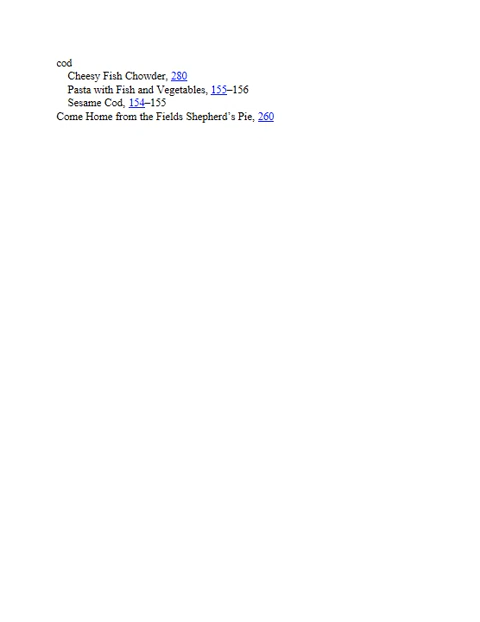 cod
Cheesy Fish Chowder, 280
Pasta with Fish and Vegetables, 155–156
Sesame Cod, 154–155
Come Home from the Fields Shepherd’s Pie, 260